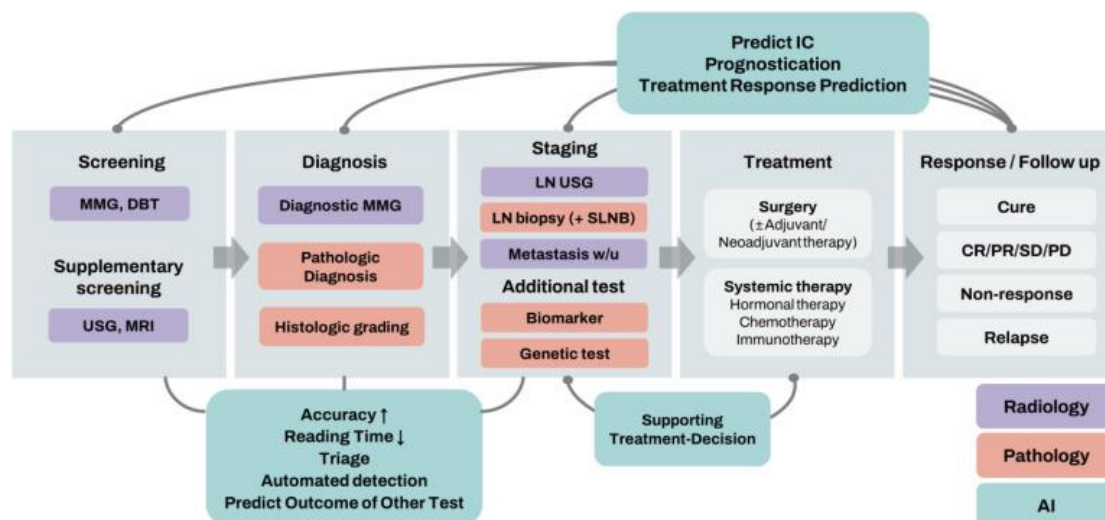 Predict IC
Prognostication
Treatment Response Prediction
Screening
MMG, DBT
Supplementary
screening
USG, MRI
Diagnosis
Diagnostic MMG
Pathologic
Diagnosis
Histologic grading
Staging
LN USG
LN biopsy (+ SLNB)
Metastasis w/u
Additional test
Biomarker
Genetic test
Treatment
Surgery
(±Adjuvant/
Neoadjuvant therapy)
Systemic therapy
Hormonal therapy
Chemotherapy
Immunotherapy
Response / Follow up
Cure
CR/PR/SD/PD
Non-response
Relapse
Accuracy ↑
Reading Time ↓
Triage
Automated detection
Predict Outcome of Other Test
Supporting
Treatment-Decision
Radiology
Pathology
AI